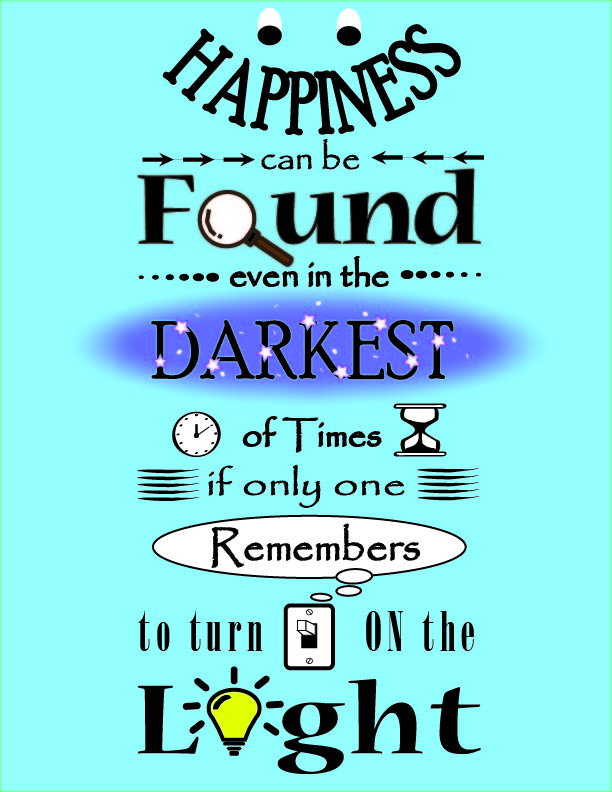 HAPPINESS
can be
Found
even in the
DARKEST
of Times
if only one
Remembers
to turn ON the
Light